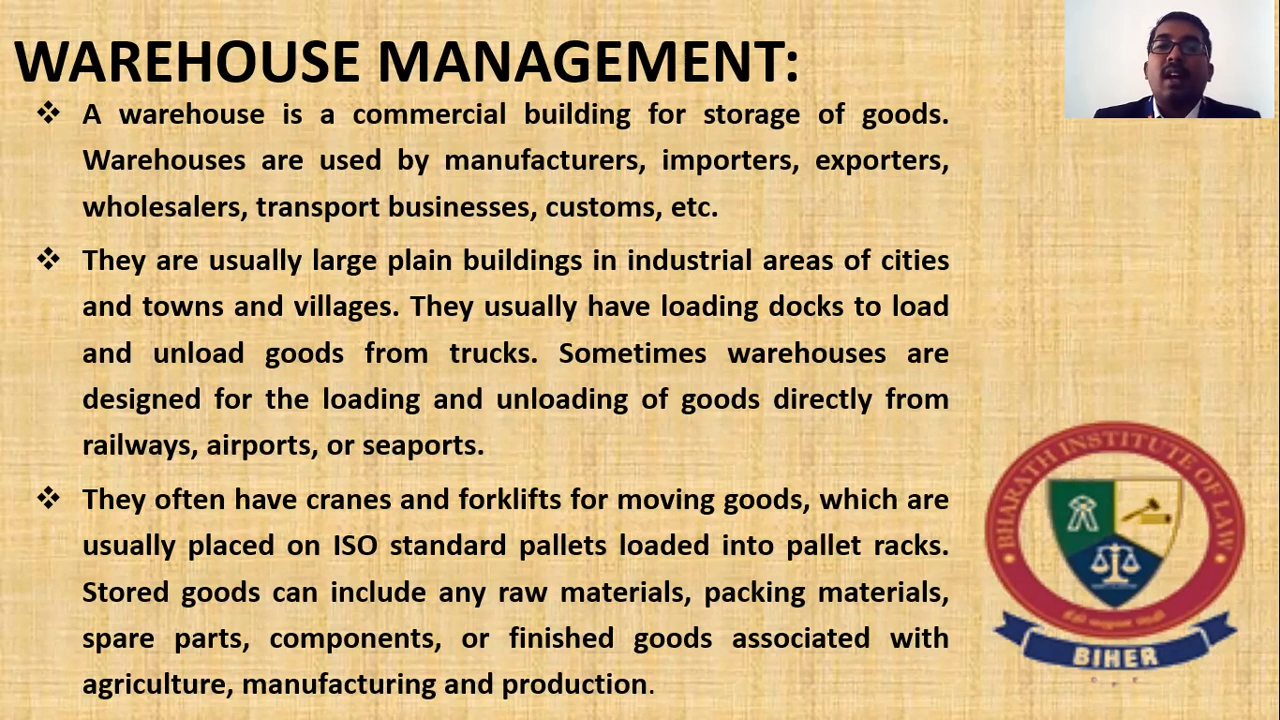 WAREHOUSE MANAGEMENT:
❖ A warehouse is a commercial building for storage of goods.
Warehouses are used by manufacturers, importers, exporters,
wholesalers, transport businesses, customs, etc.
❖ They are usually large plain buildings in industrial areas of cities
and towns and villages. They usually have loading docks to load
and unload goods from trucks. Sometimes warehouses are
designed for the loading and unloading of goods directly from
railways, airports, or seaports.
❖ They often have cranes and forklifts for moving goods, which are
usually placed on ISO standard pallets loaded into pallet racks.
Stored goods can include any raw materials, packing materials,
spare parts, components, or finished goods associated with
agriculture, manufacturing and production.
BHARATH INSTITUTE OF LAW
BIHER